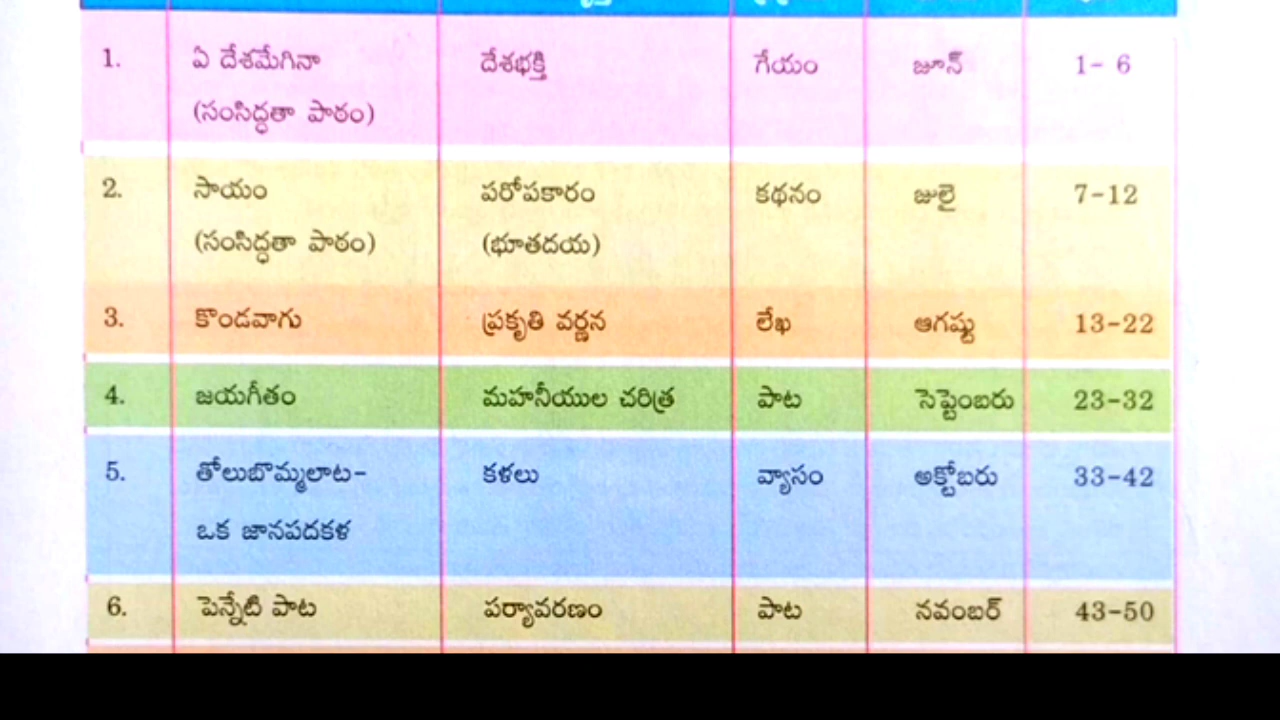 1. ఏ దేశమేగినా దేశభక్తి గేయం జూన్ 1- 6
(సంసిద్ధతా పాఠం)
2. సాయం పరోపకారం కథనం జులై 7-12
(సంసిద్ధతా పాఠం) (భూతదయ)
3. కొండవాగు ప్రకృతి వర్ణన లేఖ ఆగష్టు 13-22
4. జయగీతం మహనీయుల చరిత్ర పాట సెప్టెంబరు 23-32
5. తోలుబొమ్మలాట- కళలు వ్యాసం అక్టోబరు 33-42
ఒక జానపదకళ
6. పెన్నేటి పాట పర్యావరణం పాట నవంబర్ 43-50